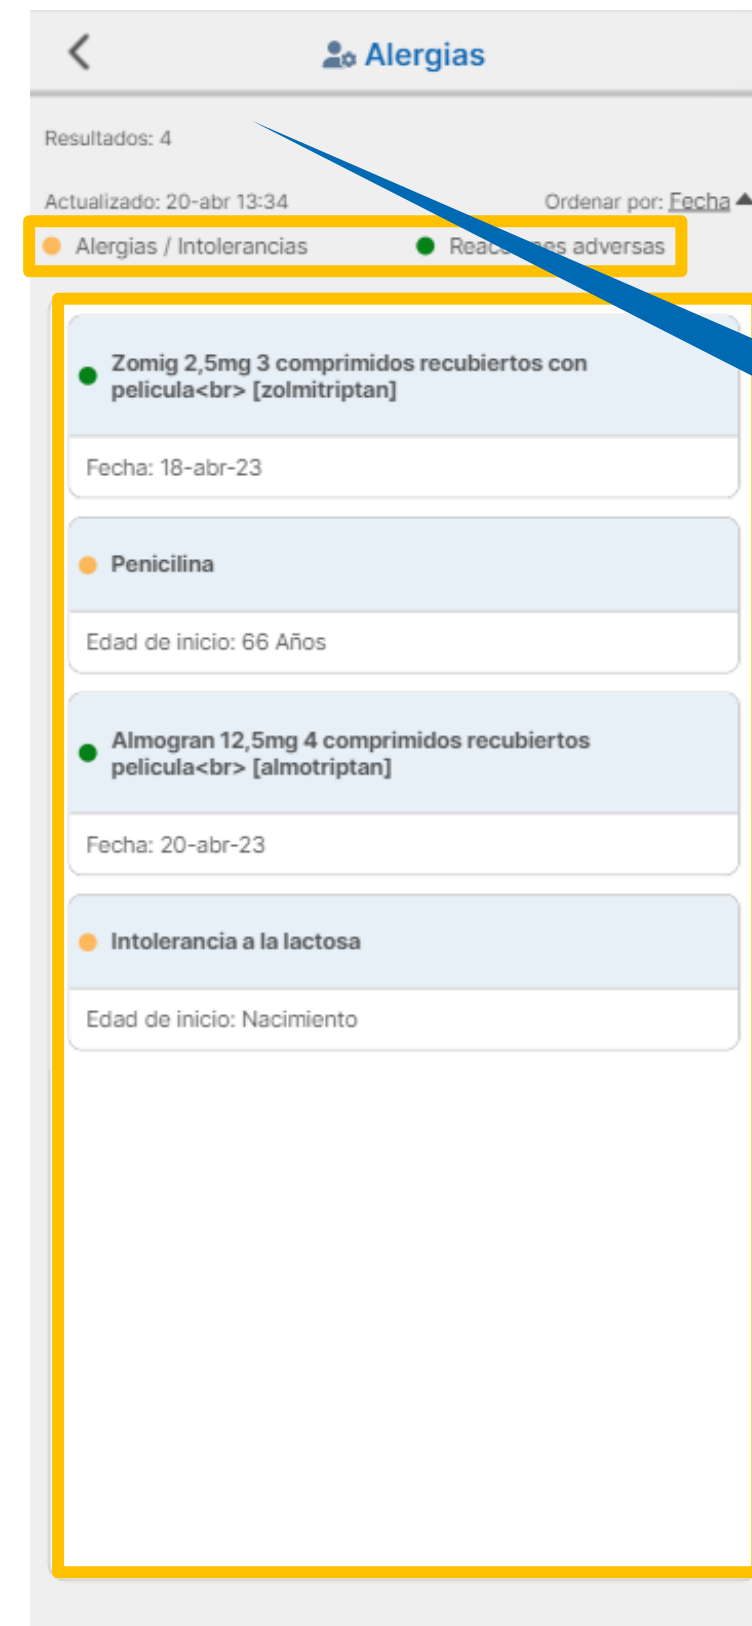 Alergias
Resultados: 4
Actualizado: 20-abr 13:34 Ordenar por: Fecha
Alergias / Intolerancias adversas
Zomig 2,5mg 3 comprimidos recubiertos con
pelicula<br> [zolmitriptan]
Fecha: 18-abr-23
Penicilina
Edad de inicio: 66 Años
Almogran 12,5mg 4 comprimidos recubiertos
pelicula<br> [almotriptan]
Fecha: 20-abr-23
Intolerancia a la lactosa
Edad de inicio: Nacimiento